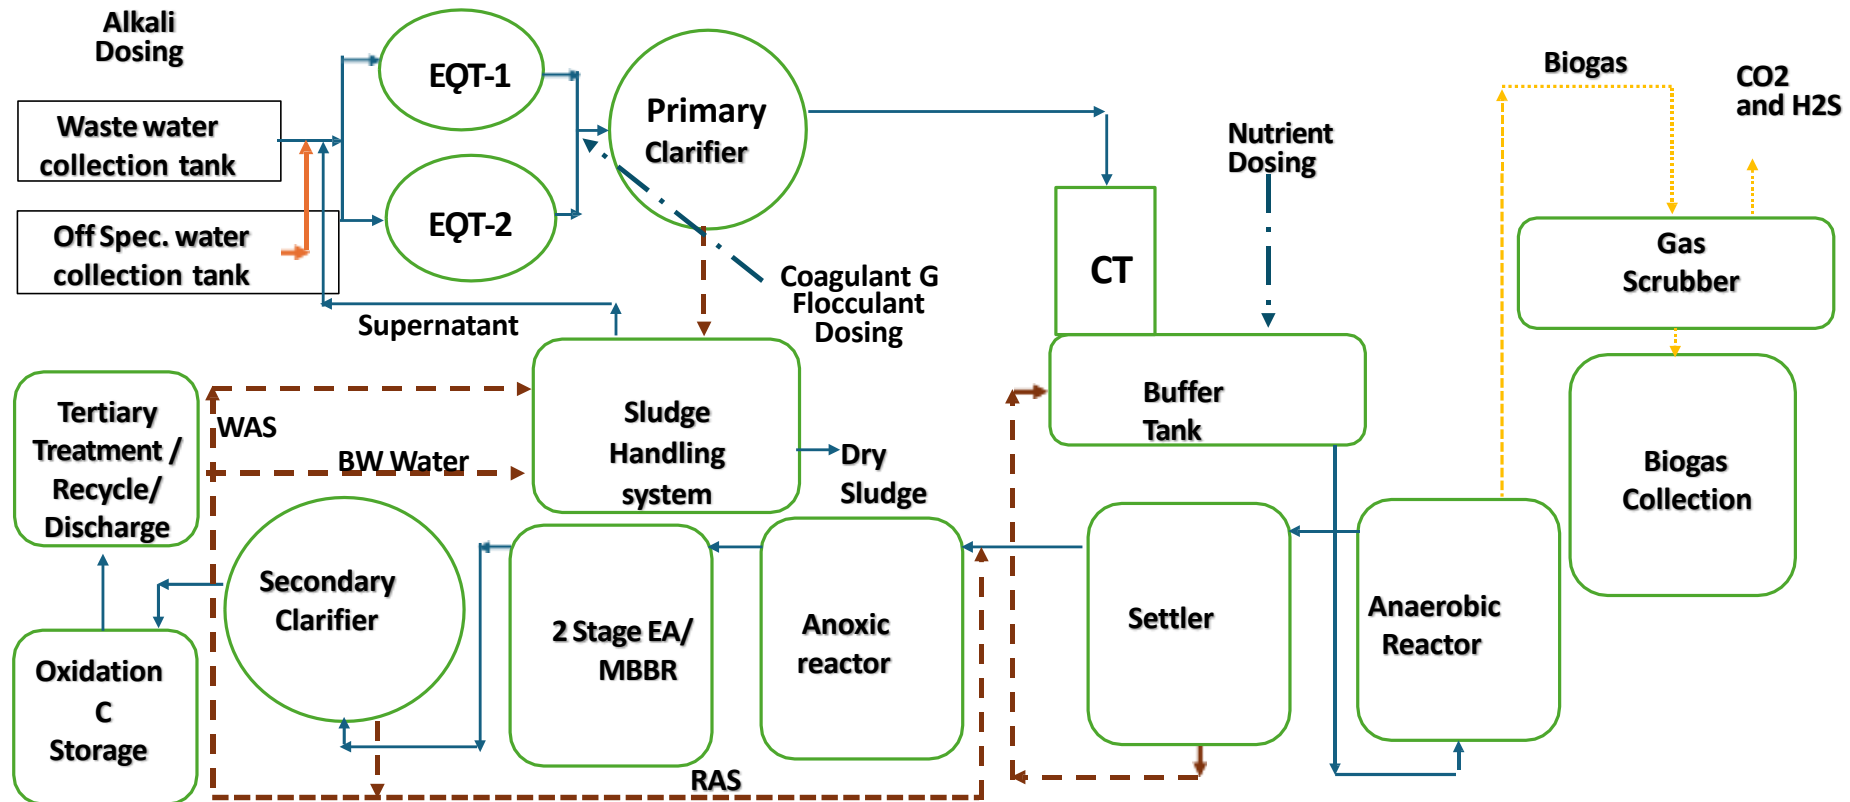 Alkali
Dosing
Waste water
collection tank
Off Spec. water
collection tank
EQT-1
EQT-2
Primary
Clarifier
Coagulant G
Flocculant
Dosing
Supernatant
CT
Nutrient
Dosing
Biogas
CO2
and H2S
Gas
Scrubber
Buffer
Tank
Biogas
Collection
Tertiary
Treatment /
Recycle/
Discharge
WAS
BW Water
Sludge
Handling
system
Dry
Sludge
Secondary
Clarifier
2 Stage EA/
MBBR
Anoxic
reactor
Settler
Anaerobic
Reactor
Oxidation
C
Storage
RAS